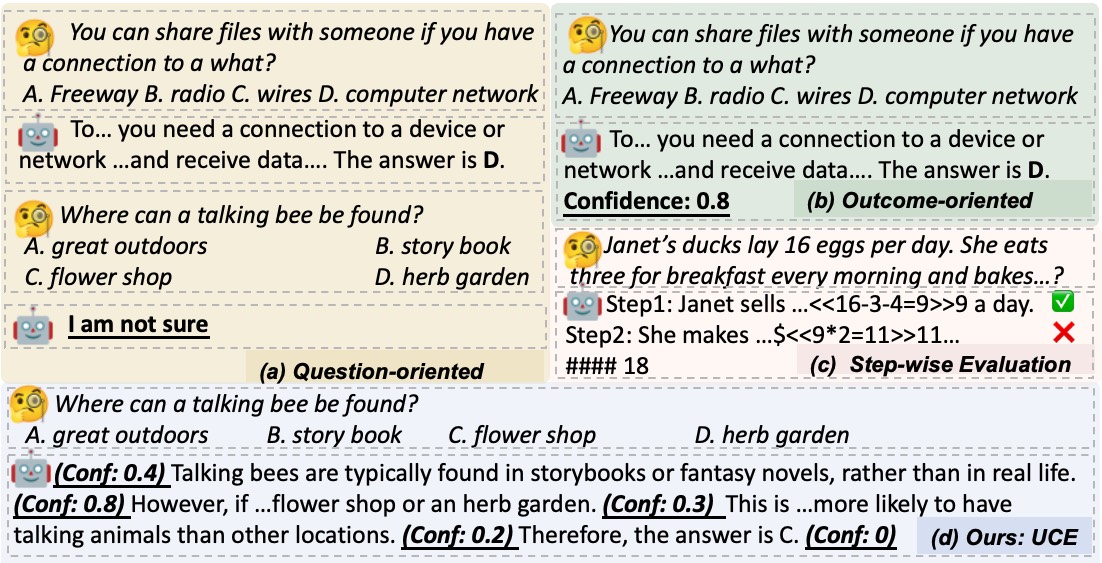 You can share files with someone if you have
a connection to a what?
A. Freeway B. radio C. wires D. computer network
To... you need a connection to a device or
network ...and receive data.... The answer is D.
Where can a talking bee be found?
A. great outdoors B. story book
C. flower shop D. herb garden
I am not sure
(a) Question-oriented
You can share files with someone if you have
a connection to a what?
A. Freeway B. radio C. wires D. computer network
To... you need a connection to a device or
network ...and receive data.... The answer is D.
Confidence: 0.8 (b) Outcome-oriented
Janet's ducks lay 16 eggs per day. She eats
three for breakfast every morning and bakes...?
Step1: Janet sells ...<<16-3-4=9>>9 a day.
Step2: She makes ...$<<9*2=11>>11...
#### 18 (c) Step-wise Evaluation
Where can a talking bee be found?
A. great outdoors B. story book C. flower shop D. herb garden
(Conf: 0.4) Talking bees are typically found in storybooks or fantasy novels, rather than in real life.
(Conf: 0.8) However, if ...flower shop or an herb garden. (Conf: 0.3) This is ...more likely to have
talking animals than other locations. (Conf: 0.2) Therefore, the answer is C. (Conf: 0) (d) Ours: UCE